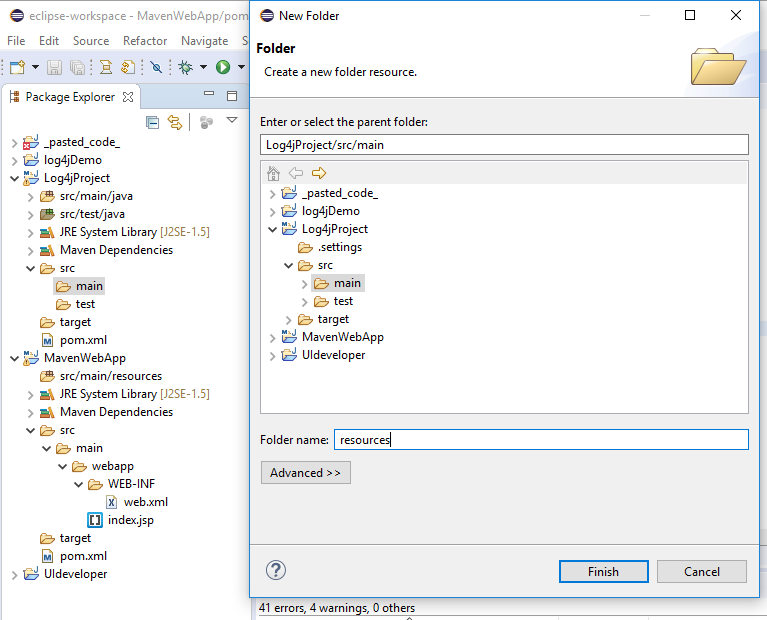 eclipse-workspace - MavenWebApp/pom
File Edit Source Refactor Navigate S
Package Explorer
_pasted_code_
log4jDemo
Log4jProject
src/main/java
src/test/java
JRE System Library [J2SE-1.5]
Maven Dependencies
src
main
test
target
pom.xml
MavenWebApp
src/main/resources
JRE System Library [J2SE-1.5]
Maven Dependencies
src
main
webapp
WEB-INF
web.xml
index.jsp
target
pom.xml
UIdeveloper
New Folder
Folder
Create a new folder resource.
Enter or select the parent folder:
Log4jProject/src/main
_pasted_code_
log4jDemo
Log4jProject
.settings
src
main
test
target
MavenWebApp
UIdeveloper
Folder name: resources
Advanced >>
Finish Cancel
41 errors, 4 warnings, 0 others